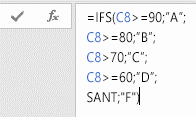 fx
=IFS(C8>=90;"A";
C8>=80;"B";
C8>70;"C";
C8>=60;"D";
SANT;"F")